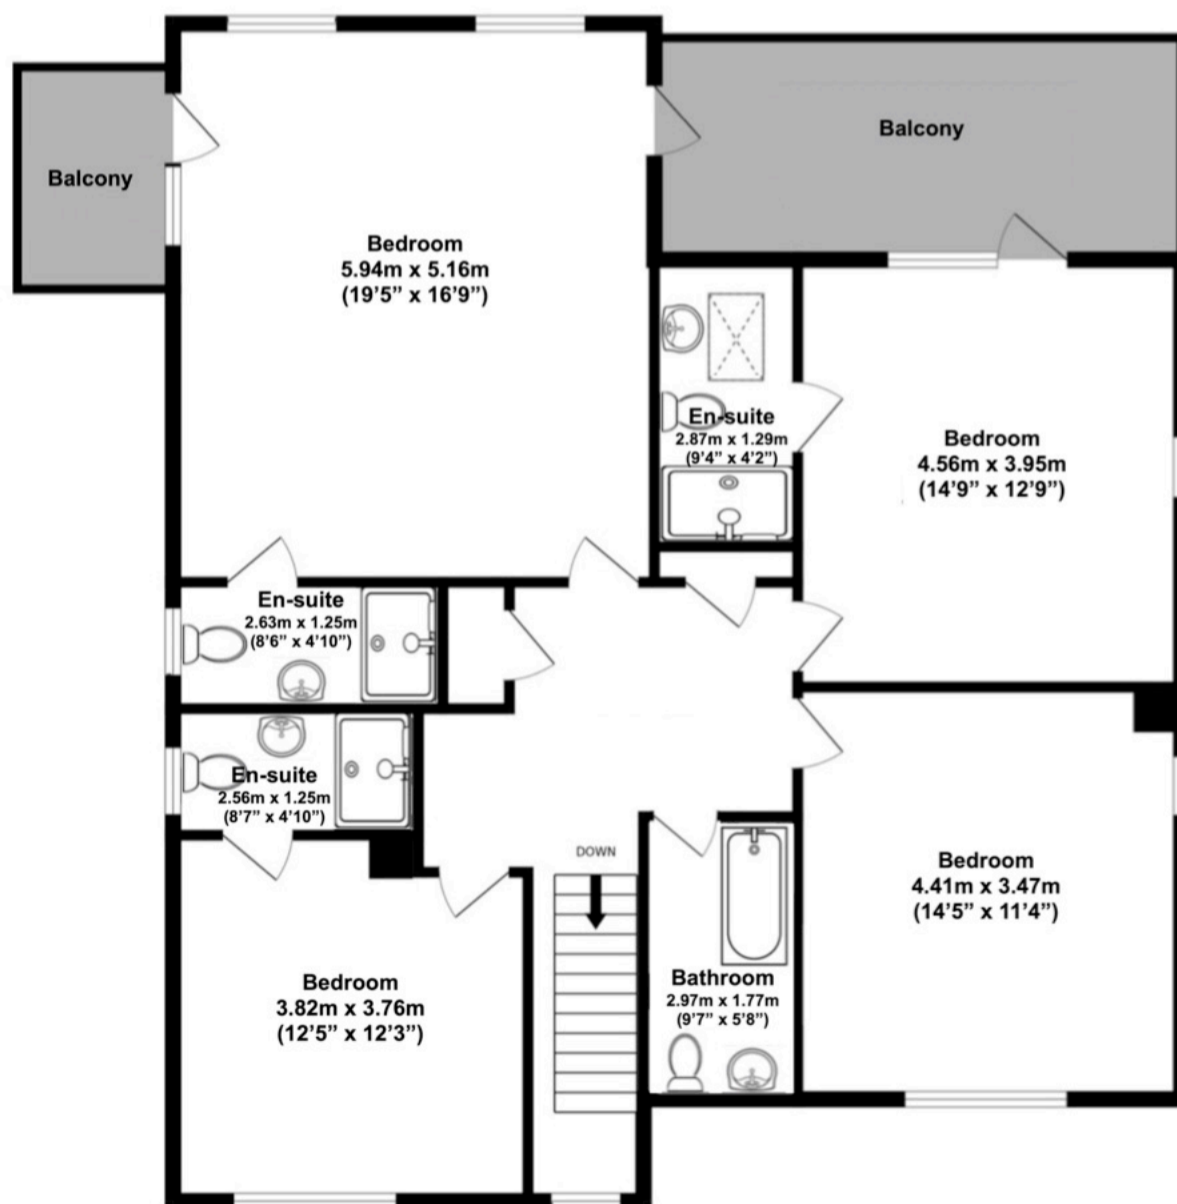 Balcony
Balcony
Bedroom
5.94m x 5.16m
(19’5” x 16’9”)
En-suite
2.87m x 1.29m
(9’4” x 4’2”)
Bedroom
4.56m x 3.95m
(14’9” x 12’9”)
En-suite
2.63m x 1.25m
(8’6” x 4’10”)
En-suite
2.56m x 1.25m
(8’7” x 4’10”)
DOWN
Bedroom
4.41m x 3.47m
(14’5” x 11’4”)
Bedroom
3.82m x 3.76m
(12’5” x 12’3”)
Bathroom
2.97m x 1.77m
(9’7” x 5’8”)